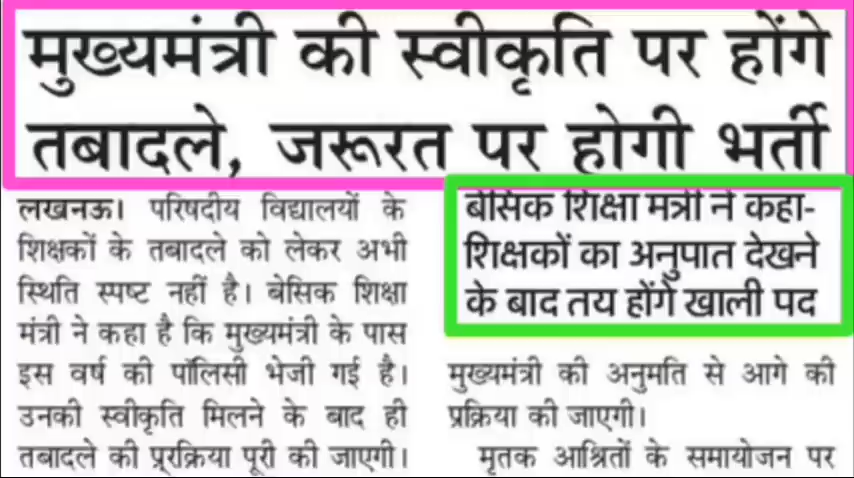 मुख्यमंत्री की स्वीकृति पर होंगे
तबादले, जरूरत पर होगी भर्ती
लखनऊ। परिषदीय विद्यालयों के
शिक्षकों के तबादले को लेकर अभी
स्थिति स्पष्ट नहीं है। बेसिक शिक्षा
मंत्री ने कहा है कि मुख्यमंत्री के पास
इस वर्ष की पॉलिसी भेजी गई है।
उनकी स्वीकृति मिलने के बाद ही
तबादले की प्र्रक्रिया पूरी की जाएगी।
बेसिक शिक्षा मंत्री ने कहा-
शिक्षकों का अनुपात देखने
के बाद तय होंगे खाली पद
मुख्यमंत्री की अनुमति से आगे की
प्रक्रिया की जाएगी।
मृतक आश्रितों के समायोजन पर